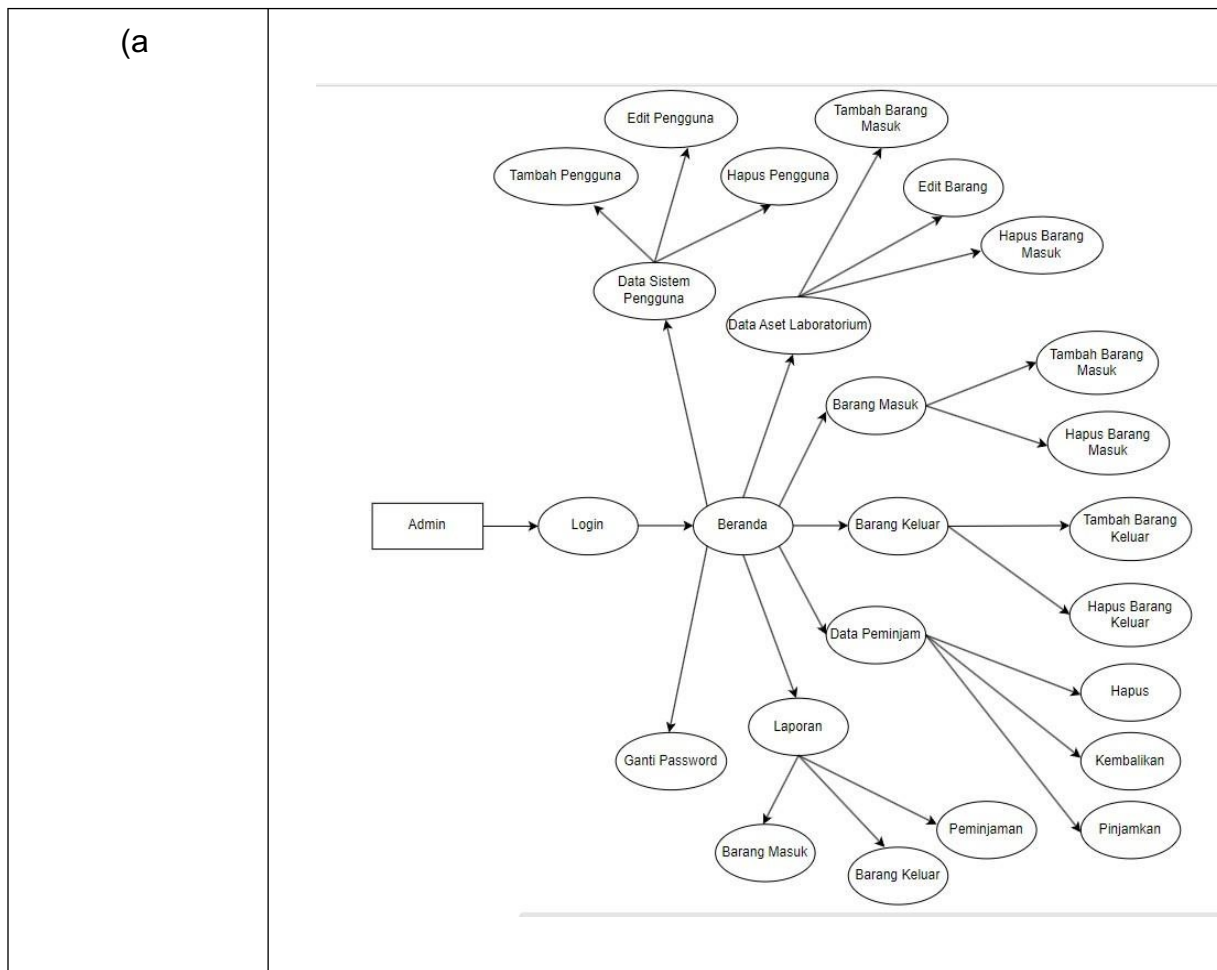 (a
Edit Pengguna
Tambah Barang
Masuk
Tambah Pengguna
Hapus Pengguna
Edit Barang
Hapus Barang
Masuk
Data Sistem
Pengguna
Data Aset Laboratorium
Tambah Barang
Masuk
Barang Masuk
Hapus Barang
Masuk
Admin
Login
Beranda
Barang Keluar
Tambah Barang
Keluar
Hapus Barang
Keluar
Data Peminjam
Hapus
Laporan
Ganti Password
Kembalikan
Peminjaman
Pinjamkan
Barang Masuk
Barang Keluar